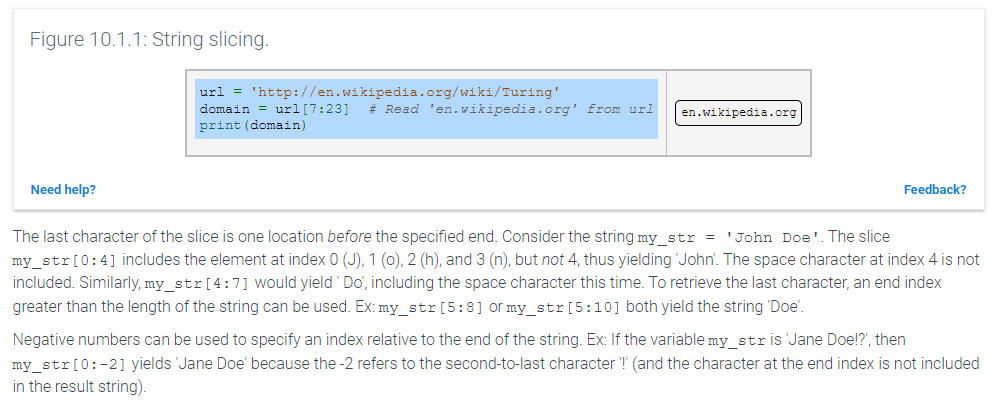 Figure 10.1.1: String slicing.
url = 'http://en.wikipedia.org/wiki/Turing'
domain = url[7:23]  # Read 'en.wikipedia.org' from url
print(domain)
en.wikipedia.org
Need help?
Feedback?
The last character of the slice is one location before the specified end. Consider the string my_str = 'John Doe'. The slice
my_str[0:4] includes the element at index 0 (J), 1 (o), 2 (h), and 3 (n), but not 4, thus yielding 'John'. The space character at index 4 is not
included. Similarly, my_str[4:7] would yield ' Do', including the space character this time. To retrieve the last character, an end index
greater than the length of the string can be used. Ex: my_str[5:8] or my_str[5:10] both yield the string 'Doe'.
Negative numbers can be used to specify an index relative to the end of the string. Ex: If the variable my_str is 'Jane Doe!?', then
my_str[0:-2] yields 'Jane Doe' because the -2 refers to the second-to-last character '!' (and the character at the end index is not included
in the result string).